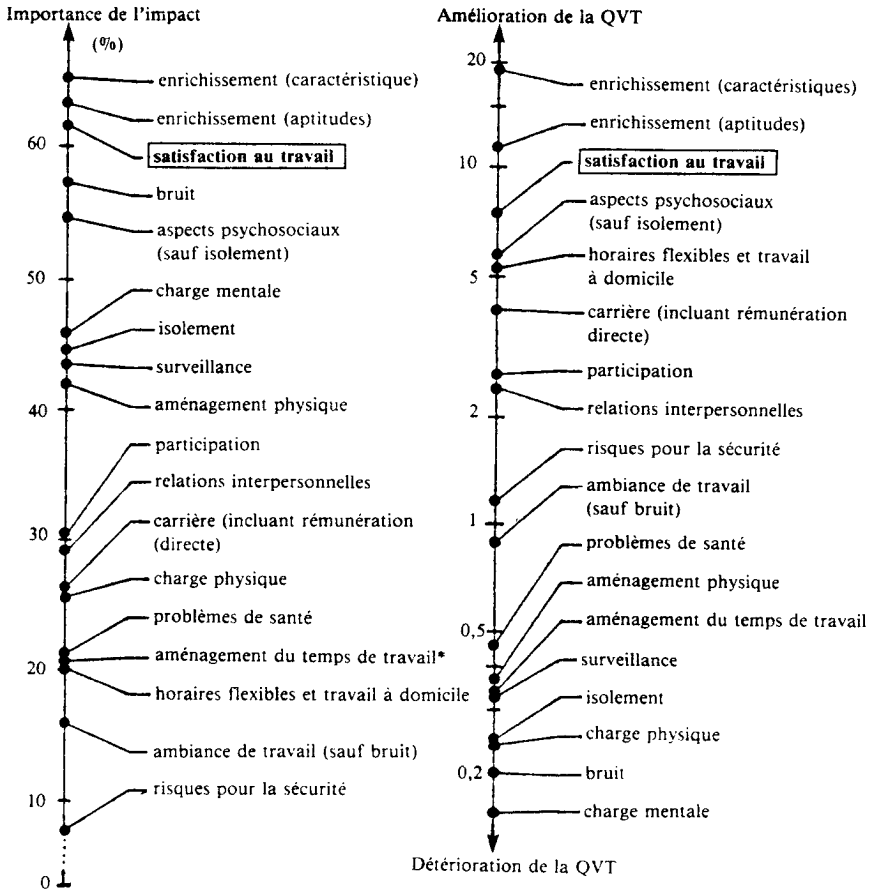 Importance de l'impact
(%)
enrichissement (caractéristique)
enrichissement (aptitudes)
60
satisfaction au travail
bruit
aspects psychosociaux
(sauf isolement)
50
charge mentale
isolement
surveillance
40
aménagement physique
participation
relations interpersonnelles
30
carrière (incluant rémunération
(directe)
charge physique
problèmes de santé
aménagement du temps de travail*
20
horaires flexibles et travail à domicile
ambiance de travail (sauf bruit)
10
risques pour la sécurité
0
Amélioration de la QVT
20
enrichissement (caractéristiques)
enrichissement (aptitudes)
10
satisfaction au travail
aspects psychosociaux
(sauf isolement)
horaires flexibles et travail
à domicile
5
carrière (incluant rémunération
directe)
participation
2
relations interpersonnelles
risques pour la sécurité
ambiance de travail
(sauf bruit)
1
problèmes de santé
aménagement physique
0,5
aménagement du temps de travail
surveillance
isolement
charge physique
0,2
bruit
charge mentale
Détérioration de la QVT